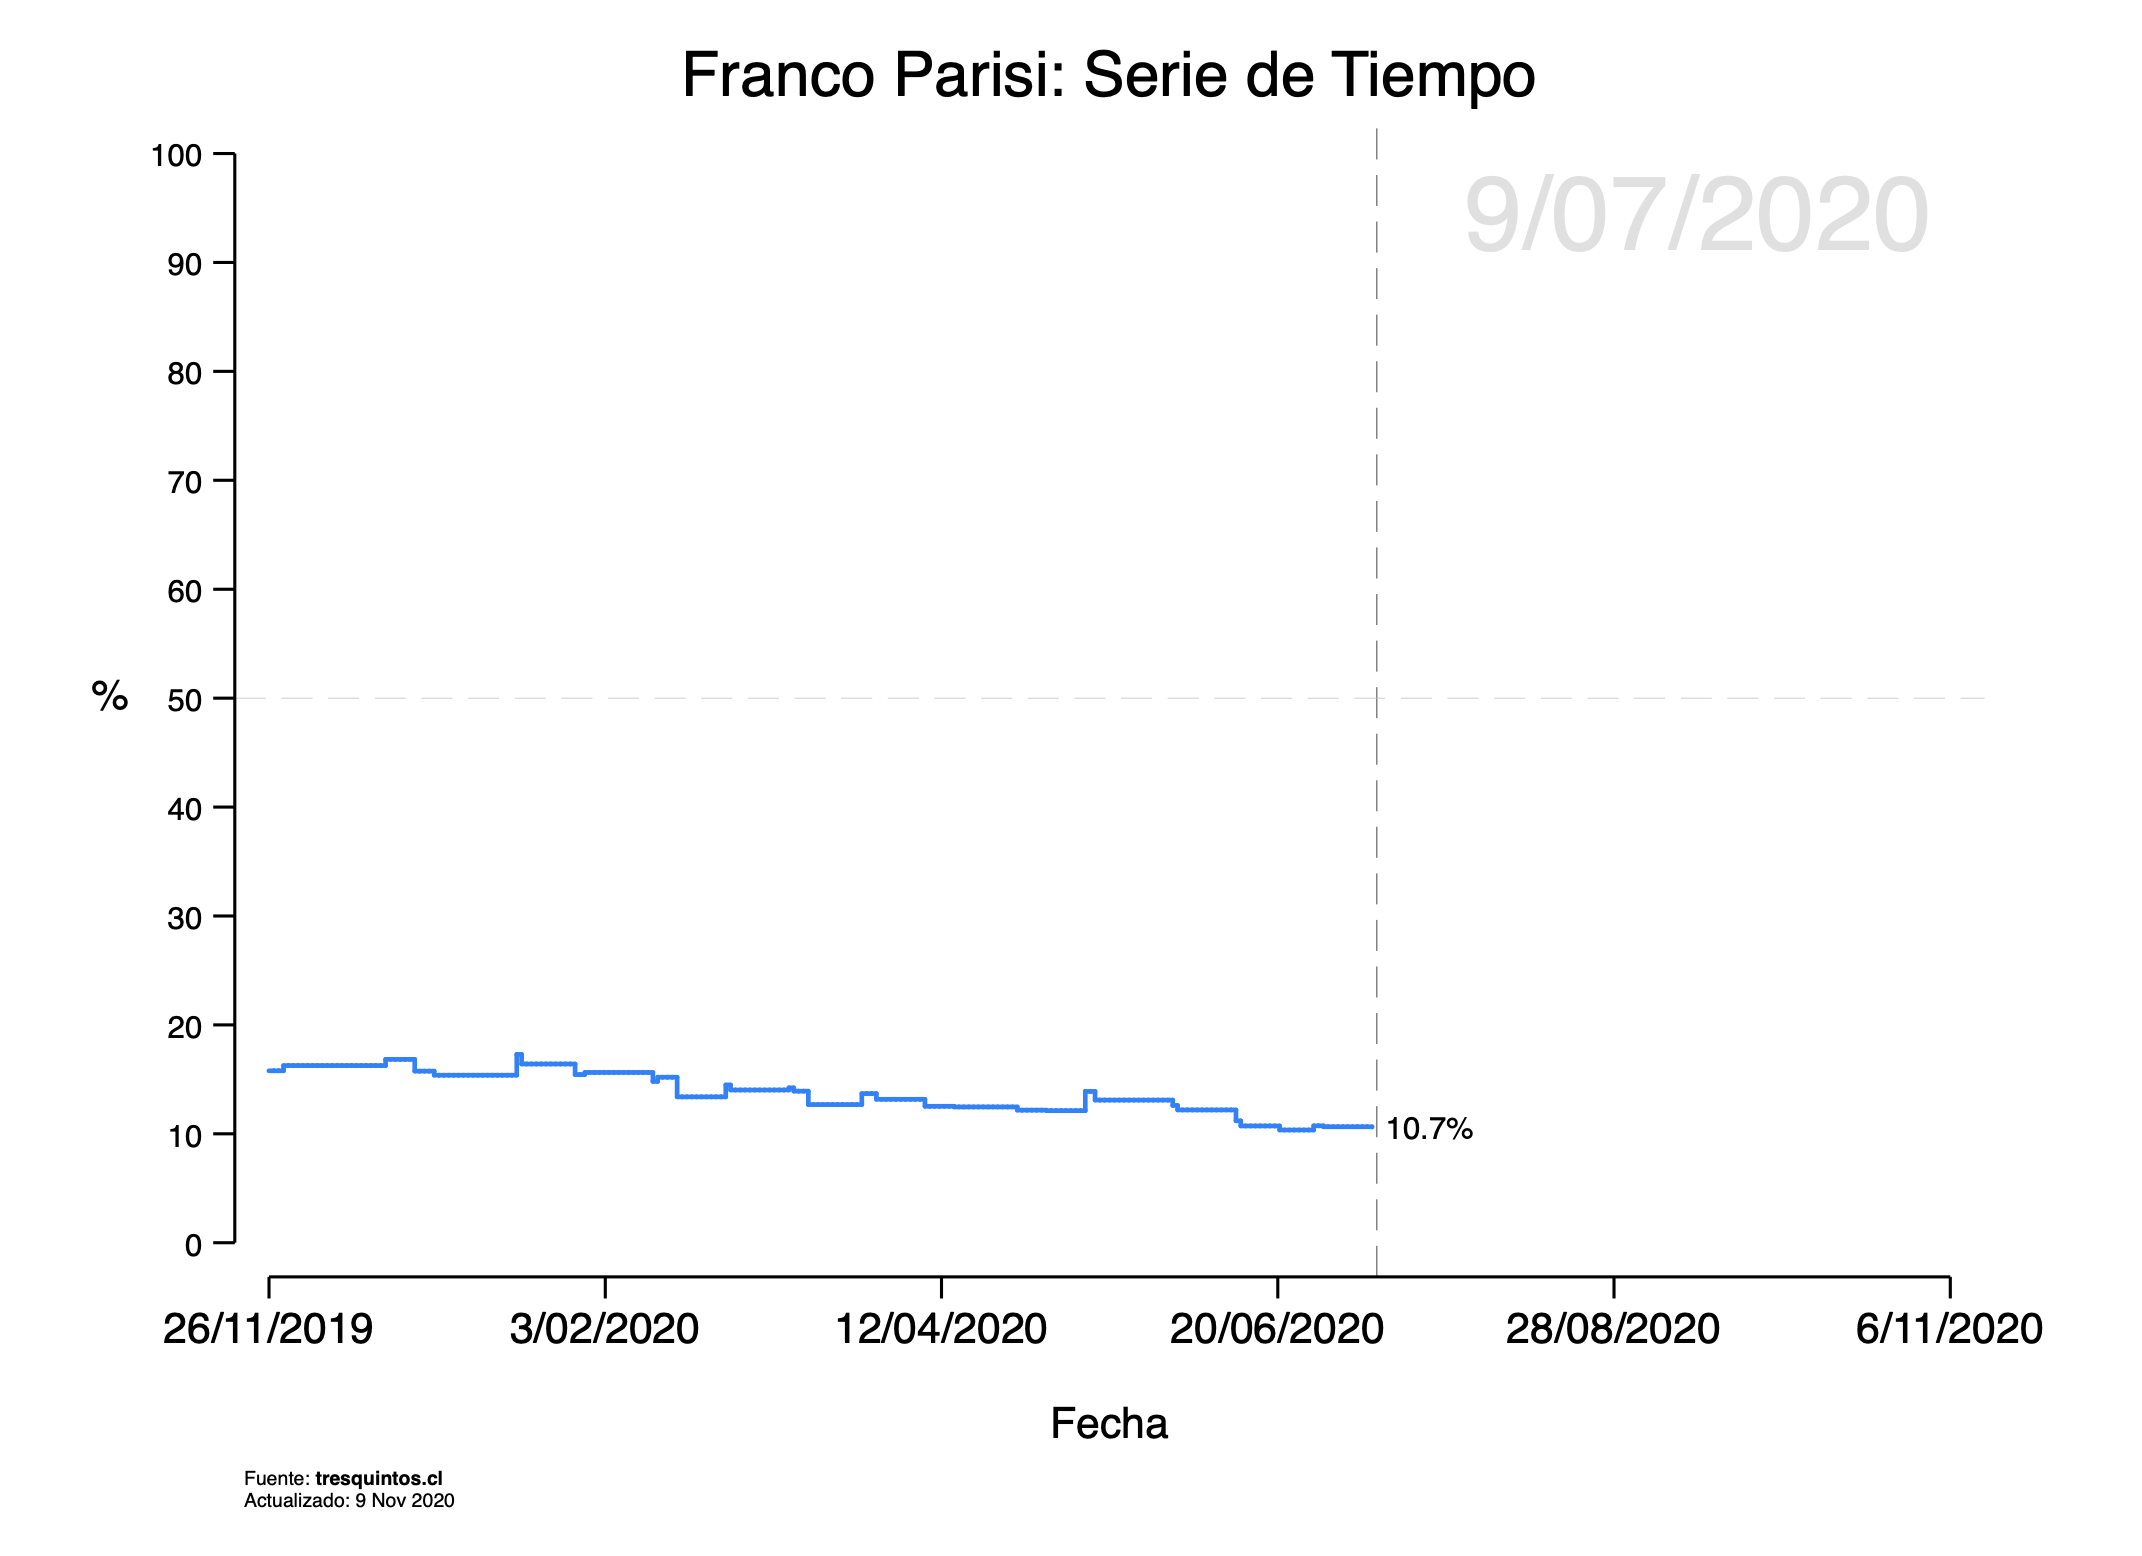 Franco Parisi: Serie de Tiempo
9/07/2020
100
90
80
70
60
50
40
30
20
10
0
%
10.7%
26/11/2019 3/02/2020 12/04/2020 20/06/2020 28/08/2020 6/11/2020
Fecha
Fuente: tresquintos.cl
Actualizado: 9 Nov 2020